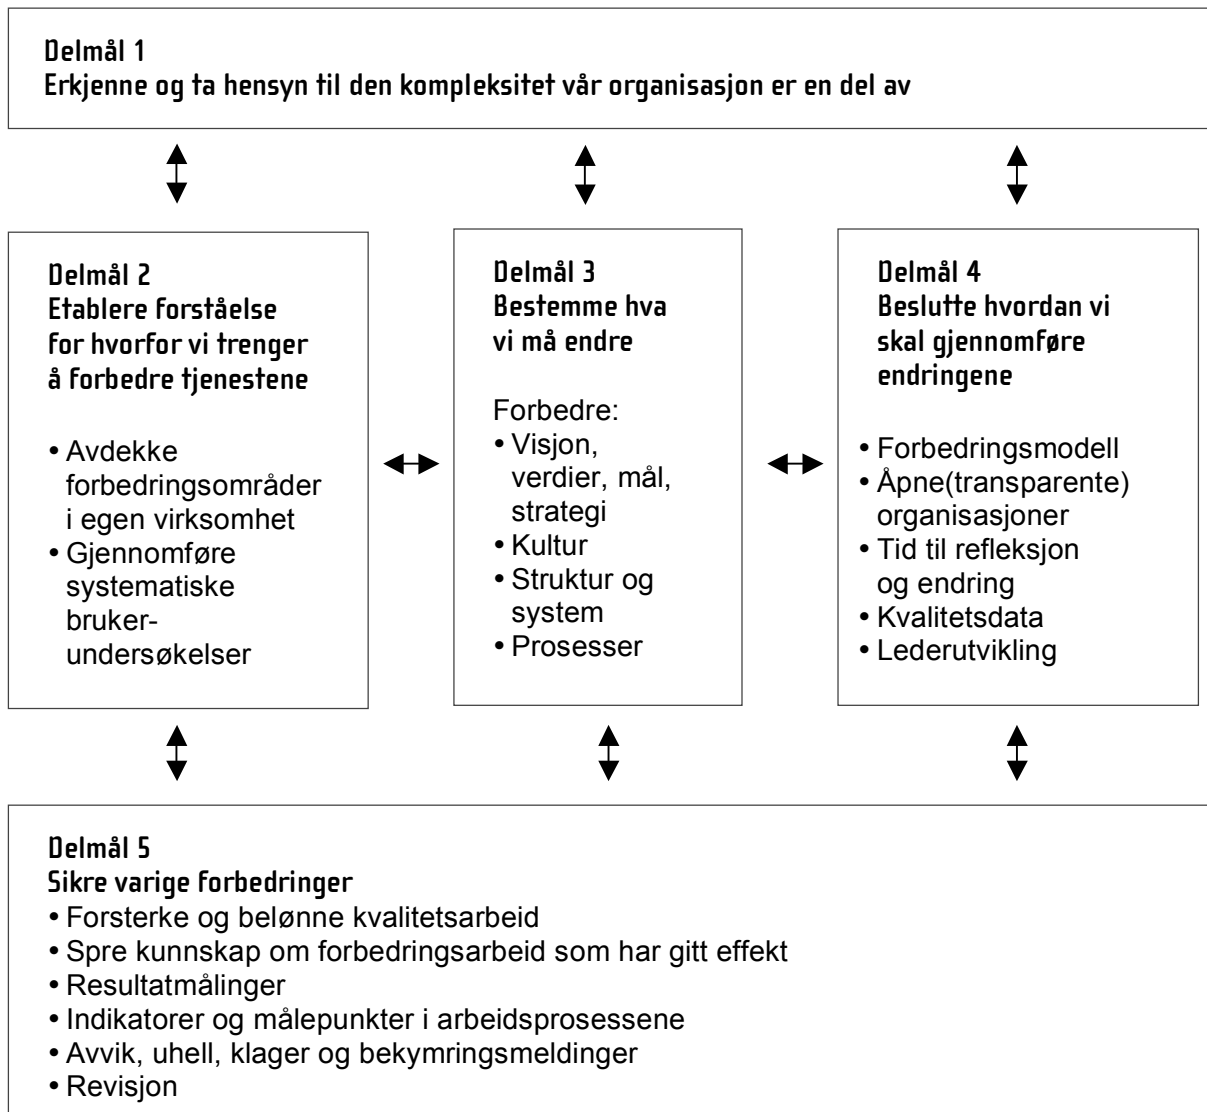 Delmål 1
Erkjenne og ta hensyn til den kompleksitet vår organisasjon er en del av
Delmål 2
Etablere forståelse
for hvorfor vi trenger
å forbedre tjenestene
• Avdekke
forbedringsområder
i egen virksomhet
• Gjennomføre
systematiske
bruker-
undersøkelser
Delmål 3
Bestemme hva
vi må endre
Forbedre:
• Visjon,
verdier, mål,
strategi
• Kultur
• Struktur og
system
• Prosesser
Delmål 4
Beslutte hvordan vi
skal gjennomføre
endringene
• Forbedringsmodell
• Åpne(transparente)
organisasjoner
• Tid til refleksjon
og endring
• Kvalitetsdata
• Lederutvikling
Delmål 5
Sikre varige forbedringer
• Forsterke og belønne kvalitetsarbeid
• Spre kunnskap om forbedringsarbeid som har gitt effekt
• Resultatmålinger
• Indikatorer og målepunkter i arbeidsprosessene
• Avvik, uhell, klager og bekymringsmeldinger
• Revisjon